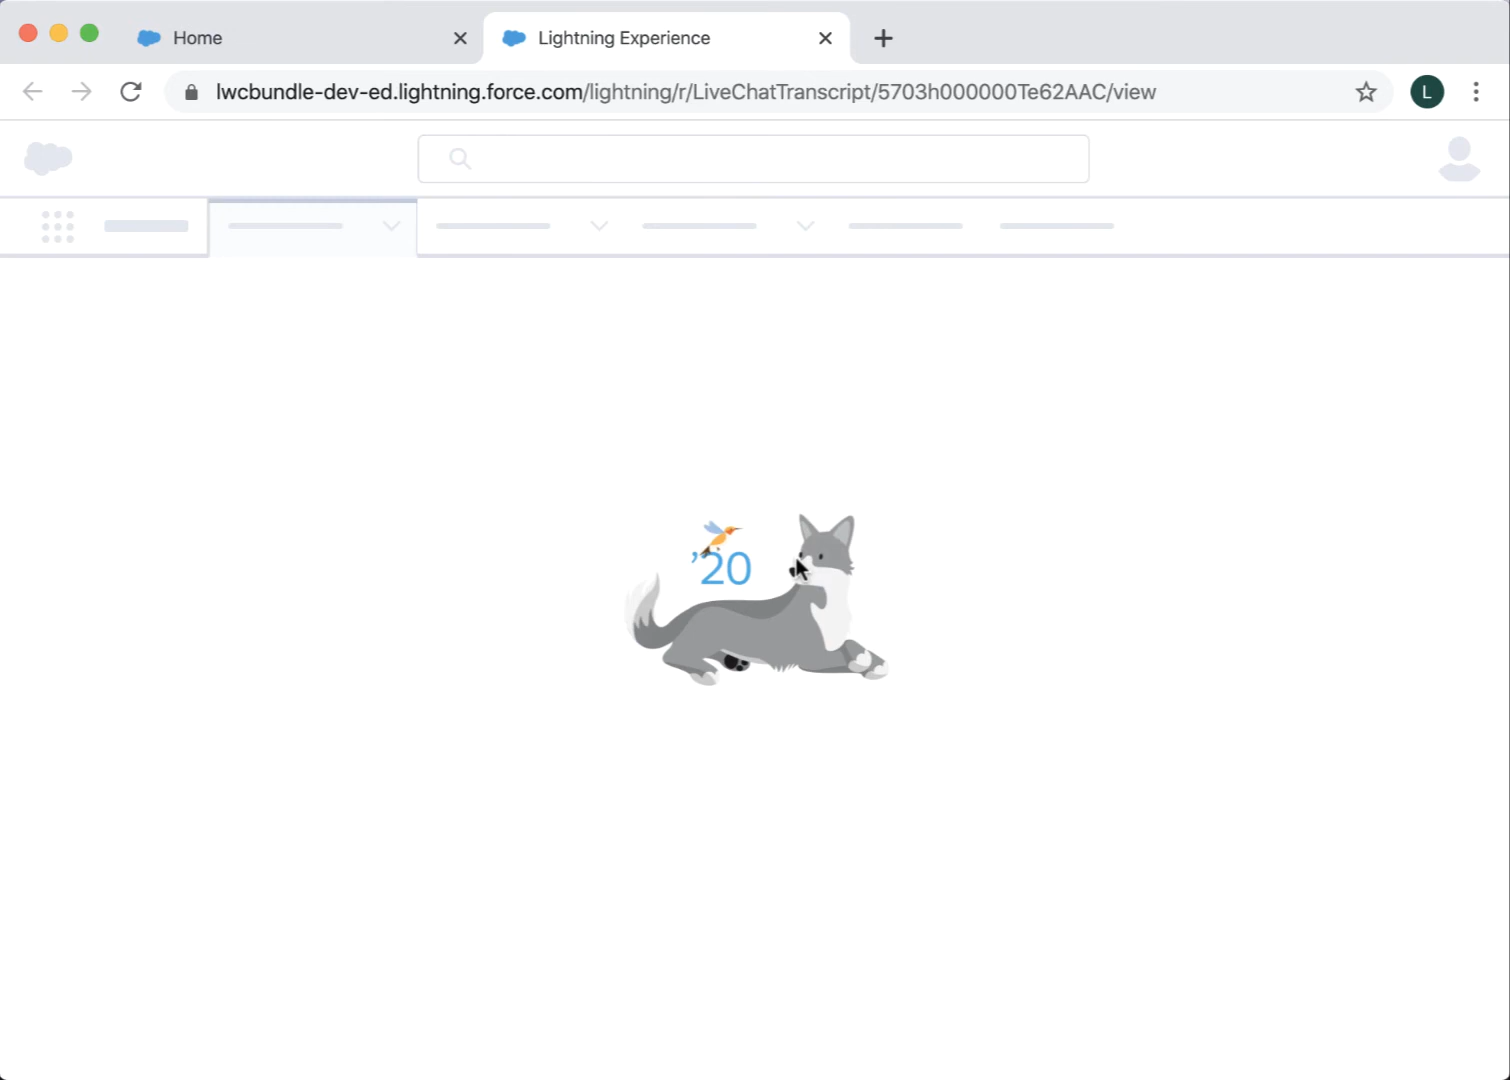 Home
Lightning Experience
lwcbundle-dev-ed.lightning.force.com/lightning/r/LiveChatTranscript/5703h000000Te62AAC/view
L
’20